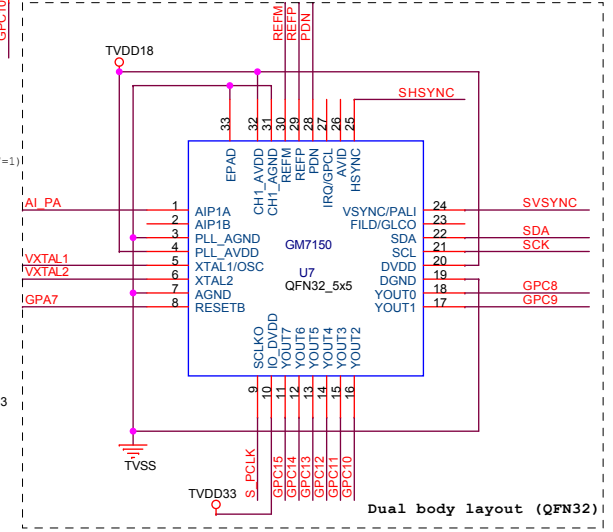 GPC10
REFM
REFP
PDN
TVDD18
SHSYNC
33
32
31
30
29
28
27
26
25
=1)
EPAD
CH1_AVDD
CH1_AGND
REFM
REFP
PDN
IRQ/GPCL
AVID
HSYNC
AI_PA
1
AIP1A
2
AIP1B
3
PLL_AGND
4
PLL_AVDD
VXTAL1
5
XTAL1/OSC
VXTAL2
6
XTAL2
7
AGND
GPA7
8
RESETB
GM7150
U7
QFN32_5x5
VSYNC/PALI
24
SVSYNC
FILD/GLCO
23
SDA
22
SDA
SCL
21
SCK
DVDD
20
DGND
19
YOUT0
18
GPC8
YOUT1
17
GPC9
SCLKO
IO_DVDD
YOUT7
YOUT6
YOUT5
YOUT4
YOUT3
YOUT2
9
10
11
12
13
14
15
16
3
TVSS
S_PCLK
GPC15
GPC14
GPC13
GPC12
GPC11
GPC10
TVDD33
Dual body layout (QFN32)